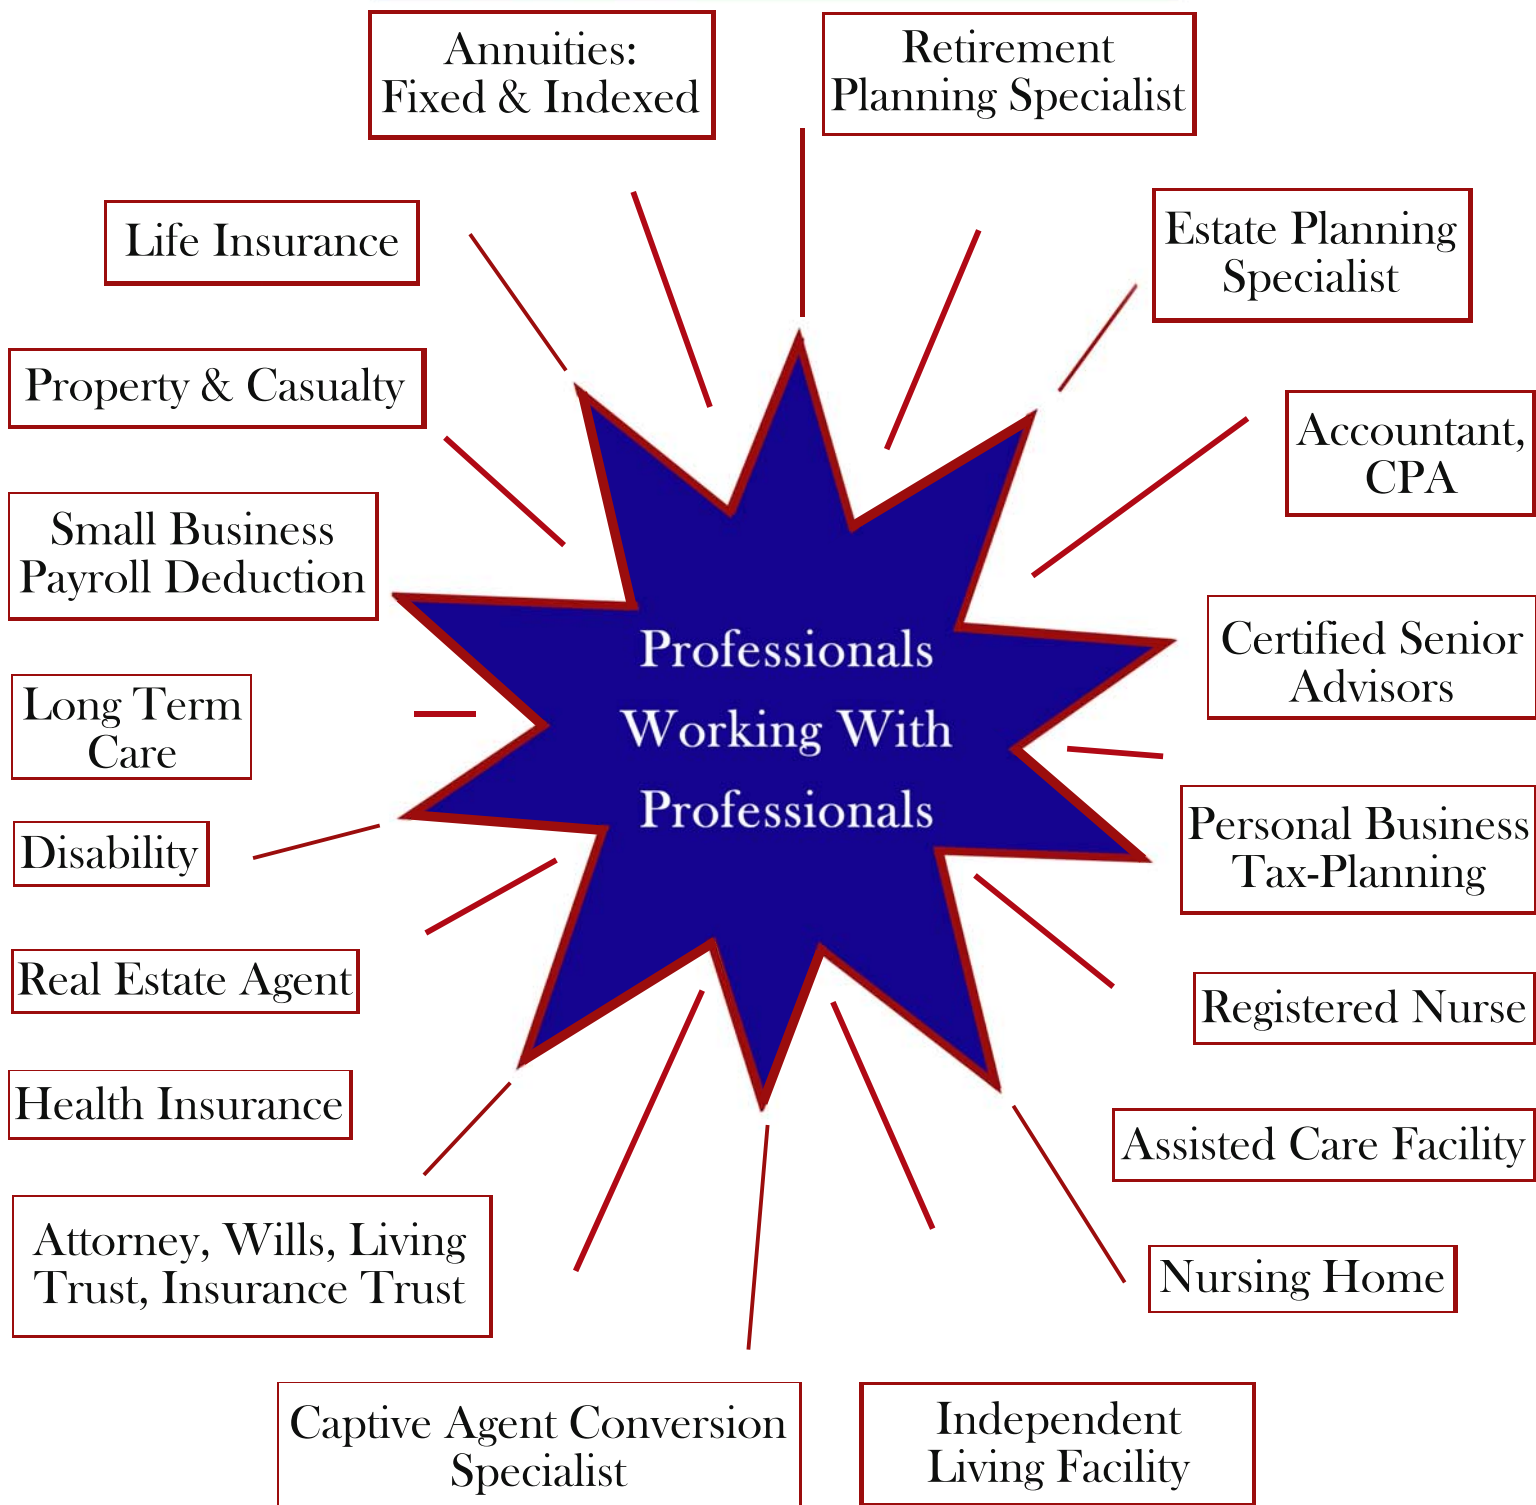 Annuities:
Fixed & Indexed
Retirement
Planning Specialist
Life Insurance
Estate Planning
Specialist
Property & Casualty
Accountant,
CPA
Small Business
Payroll Deduction
Certified Senior
Advisors
Professionals
Working With
Professionals
Long Term
Care
Personal Business
Tax-Planning
Disability
Real Estate Agent
Registered Nurse
Health Insurance
Assisted Care Facility
Attorney, Wills, Living
Trust, Insurance Trust
Nursing Home
Captive Agent Conversion
Specialist
Independent
Living Facility